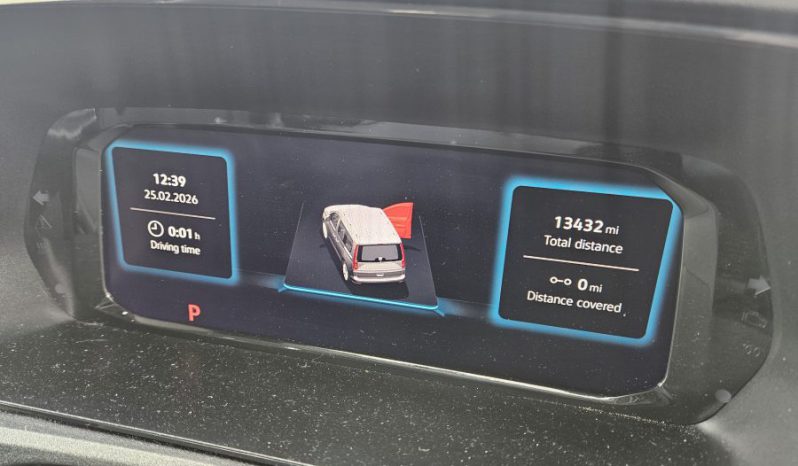 12:39
25.02.2026
0:01 h
Driving time
13432 mi
Total distance
0 mi
Distance covered
P